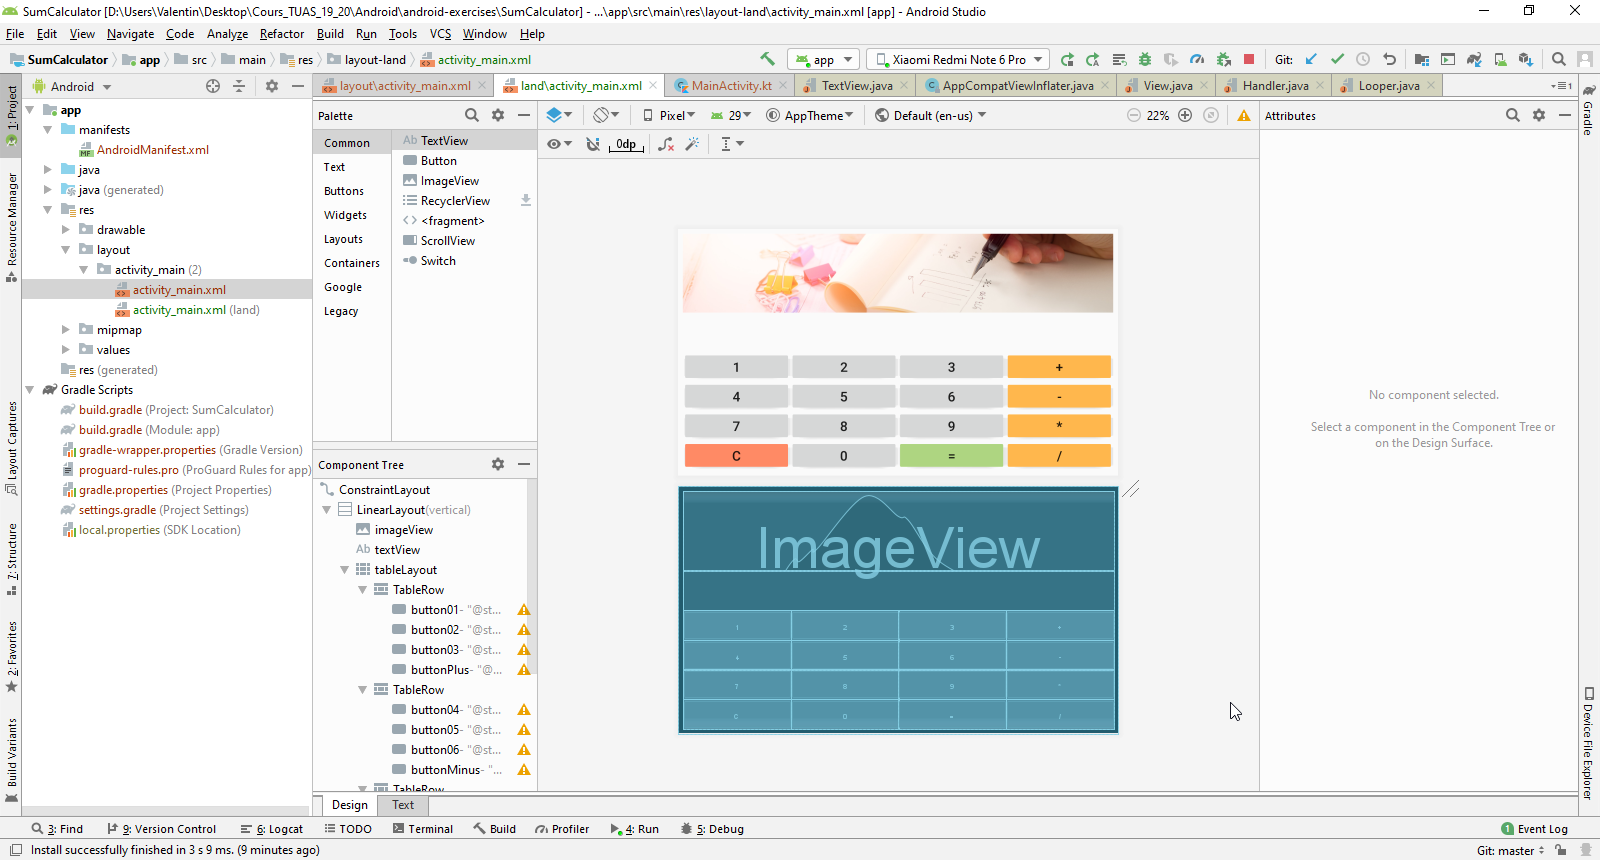 SumCalculator [D:\Users\Valentin\Desktop\Cours_TUAS_19_20\Android\android-exercises\SumCalculator] - ...\app\src\main\res\layout-land\activity_main.xml [app] - Android Studio
File Edit View Navigate Code Analyze Refactor Build Run Tools VCS Window Help
SumCalculator app src main res layout-land activity_main.xml app Xiaomi Redmi Note 6 Pro Git:
Android layout\activity_main.xml land\activity_main.xml MainActivity.kt TextView.java AppCompatViewInflater.java View.java Handler.java Looper.java
1: Project
Resource Manager
Layout Captures
7: Structure
2: Favorites
Build Variants
app
manifests
AndroidManifest.xml
java
java (generated)
res
drawable
layout
activity_main (2)
activity_main.xml
activity_main.xml (land)
mipmap
values
res (generated)
Gradle Scripts
build.gradle (Project: SumCalculator)
build.gradle (Module: app)
gradle-wrapper.properties (Gradle Version)
proguard-rules.pro (ProGuard Rules for app)
gradle.properties (Project Properties)
settings.gradle (Project Settings)
local.properties (SDK Location)
Palette
Common
Text
Buttons
Widgets
Layouts
Containers
Google
Legacy
Ab TextView
Button
ImageView
RecyclerView
<fragment>
ScrollView
Switch
Component Tree
ConstraintLayout
LinearLayout(vertical)
imageView
Ab textView
tableLayout
TableRow
button01- "@st...
button02- "@st...
button03- "@st...
buttonPlus- "@...
TableRow
button04- "@st...
button05- "@st...
button06- "@st...
buttonMinus- "...
TableRow
Pixel 29 AppTheme Default (en-us) 22%
0dp
1 2 3 +
4 5 6 -
7 8 9 *
C 0 = /
ImageView
1 2 3 +
4 5 6 -
7 8 9 *
C 0 = /
Attributes
No component selected.
Select a component in the Component Tree or
on the Design Surface.
Gradle
Device File Explorer
Design Text
3: Find 9: Version Control 6: Logcat TODO Terminal Build Profiler 4: Run 5: Debug 1 Event Log
Install successfully finished in 3 s 9 ms. (9 minutes ago) Git: master